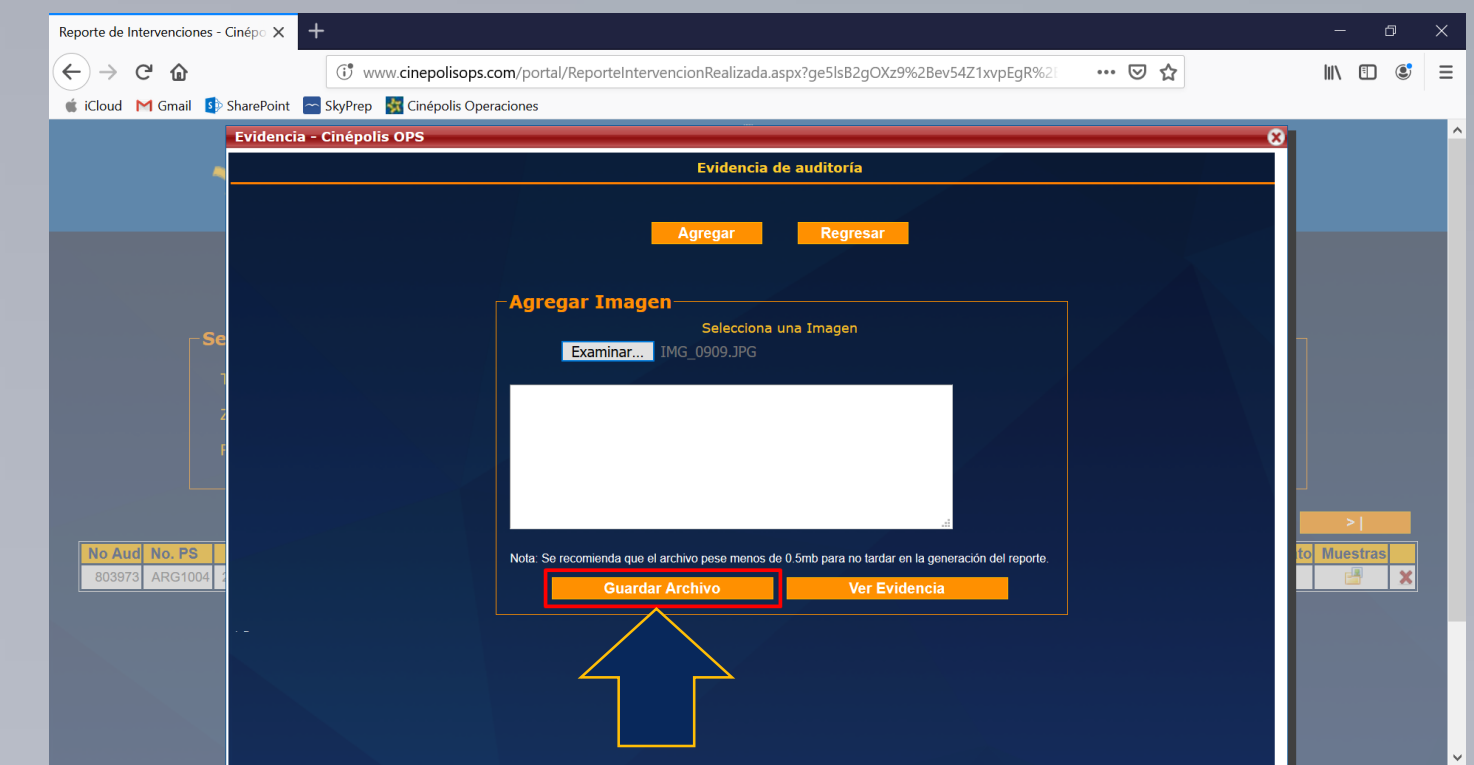 Reporte de Intervenciones - Cinépo
www.cinepolisops.com/portal/ReporteIntervencionRealizada.aspx?ge5lsB2gOXz9%2Bev54Z1xvpEgR%2
iCloud Gmail SharePoint SkyPrep Cinépolis Operaciones
Evidencia - Cinépolis OPS
Evidencia de auditoría
Agregar Regresar
Agregar Imagen
Selecciona una Imagen
Se
Examinar... IMG_0909.JPG
T
Z
F
>|
No Aud No. PS to Muestras
803973 ARG1004 2
Nota: Se recomienda que el archivo pese menos de 0.5mb para no tardar en la generación del reporte.
Guardar Archivo Ver Evidencia